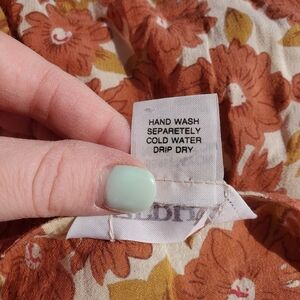 HAND WASH
SEPARETELY
COLD WATER
DRIP DRY